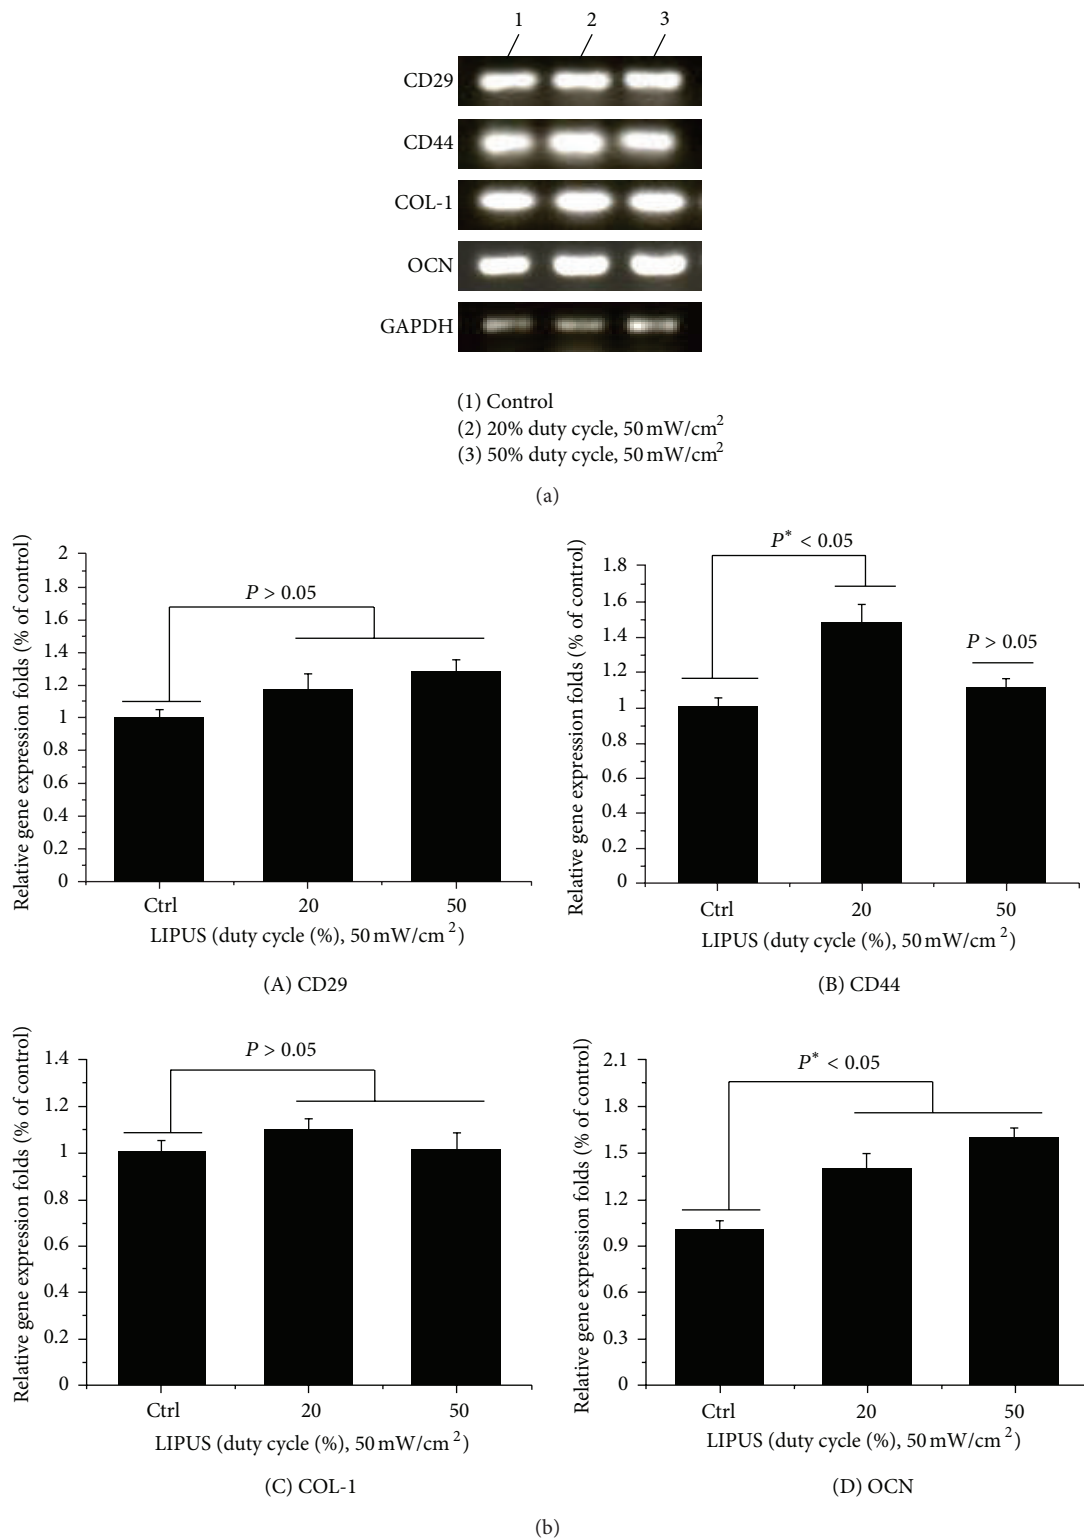 1 2 3
CD29
CD44
COL-1
OCN
GAPDH
(1) Control
(2) 20% duty cycle, 50 mW/cm2
(3) 50% duty cycle, 50 mW/cm2
(a)
Relative gene expression folds (% of control)
2
1.8
1.6
1.4
1.2
1
0.8
0.6
0.4
0.2
0
P > 0.05
Ctrl 20 50
LIPUS (duty cycle (%), 50 mW/cm2)
(A) CD29
Relative gene expression folds (% of control)
1.8
1.6
1.4
1.2
1
0.8
0.6
0.4
0.2
0
P* < 0.05
P > 0.05
Ctrl 20 50
LIPUS (duty cycle (%), 50 mW/cm2)
(B) CD44
Relative gene expression folds (% of control)
1.4
1.2
1
0.8
0.6
0.4
0.2
0
P > 0.05
Ctrl 20 50
LIPUS (duty cycle (%), 50 mW/cm2)
(C) COL-1
Relative gene expression folds (% of control)
2.1
1.8
1.5
1.2
0.9
0.6
0.3
0
P* < 0.05
Ctrl 20 50
LIPUS (duty cycle (%), 50 mW/cm2)
(D) OCN
(b)